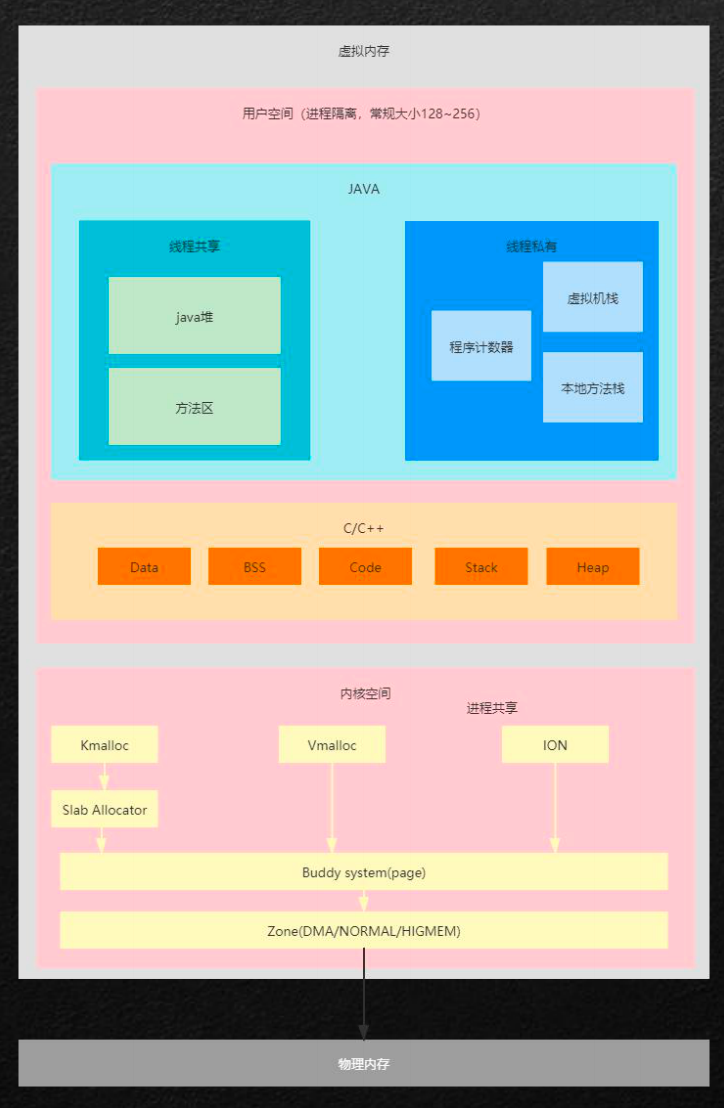 虚拟内存
用户空间（进程隔离，常规大小128~256）
JAVA
线程共享
java堆
方法区
线程私有
虚拟机栈
程序计数器
本地方法栈
C/C++
Data
BSS
Code
Stack
Heap
内核空间
进程共享
Kmalloc
Vmalloc
ION
Slab Allocator
Buddy system(page)
Zone(DMA/NORMAL/HIGMEM)
物理内存